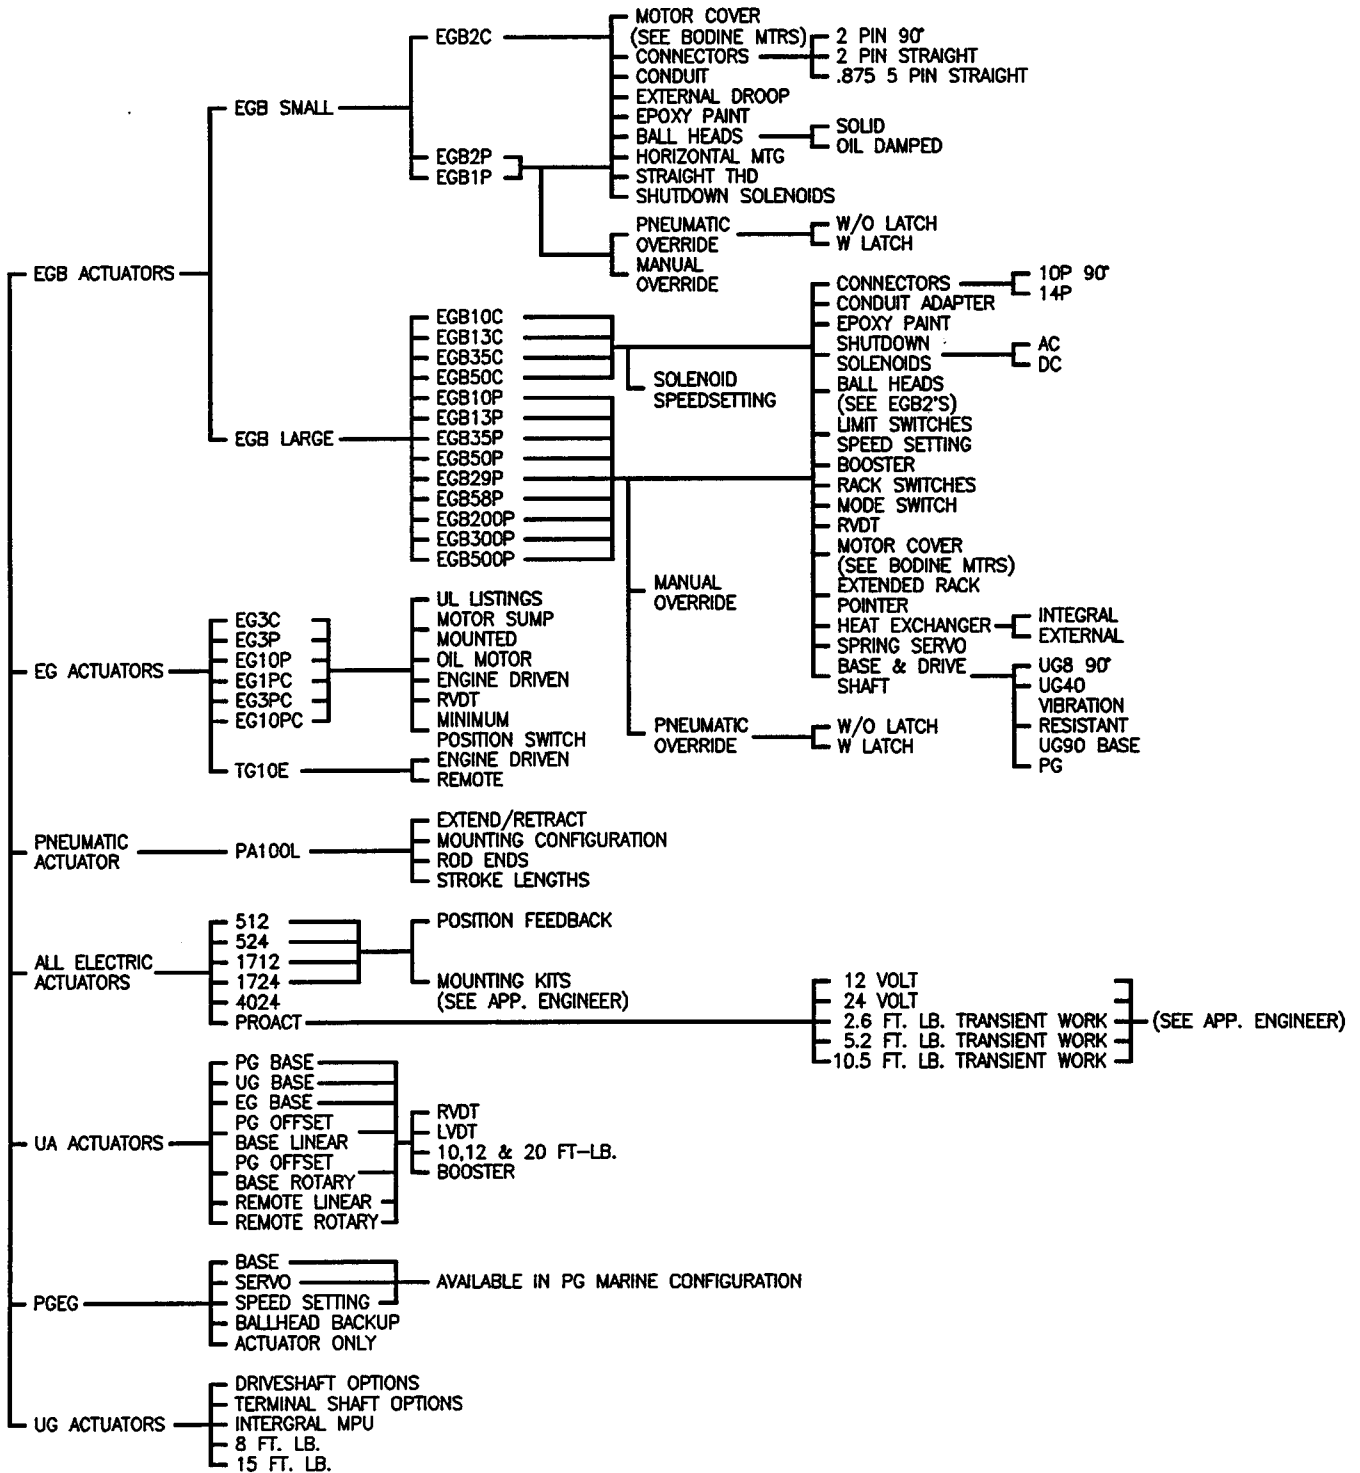 MOTOR COVER
(SEE BODINE MTRS)
EGB2C
CONNECTORS
2 PIN 90°
2 PIN STRAIGHT
.875 5 PIN STRAIGHT
CONDUIT
EXTERNAL DROOP
EGB SMALL
EPOXY PAINT
BALL HEADS
SOLID
OIL DAMPED
EGB2P
EGB1P
HORIZONTAL MTG
STRAIGHT THD
SHUTDOWN SOLENOIDS
PNEUMATIC
OVERRIDE
W/O LATCH
W LATCH
MANUAL
OVERRIDE
EGB ACTUATORS
EGB LARGE
EGB10C
EGB13C
EGB35C
EGB50C
EGB10P
EGB13P
EGB35P
EGB50P
EGB29P
EGB58P
EGB200P
EGB300P
EGB500P
SOLENOID
SPEEDSETTING
MANUAL
OVERRIDE
PNEUMATIC
OVERRIDE
W/O LATCH
W LATCH
CONNECTORS
10P 90°
14P
CONDUIT ADAPTER
EPOXY PAINT
SHUTDOWN
SOLENOIDS
AC
DC
BALL HEADS
(SEE EGB2'S)
LIMIT SWITCHES
SPEED SETTING
BOOSTER
RACK SWITCHES
MODE SWITCH
RVDT
MOTOR COVER
(SEE BODINE MTRS)
EXTENDED RACK
POINTER
HEAT EXCHANGER
INTEGRAL
EXTERNAL
SPRING SERVO
BASE & DRIVE
SHAFT
UG8 90°
UG40
VIBRATION
RESISTANT
UG90 BASE
PG
EG ACTUATORS
EG3C
EG3P
EG10P
EG1PC
EG3PC
EG10PC
UL LISTINGS
MOTOR SUMP
MOUNTED
OIL MOTOR
ENGINE DRIVEN
RVDT
MINIMUM
POSITION SWITCH
TG10E
ENGINE DRIVEN
REMOTE
PNEUMATIC
ACTUATOR
PA100L
EXTEND/RETRACT
MOUNTING CONFIGURATION
ROD ENDS
STROKE LENGTHS
ALL ELECTRIC
ACTUATORS
512
524
1712
1724
4024
PROACT
POSITION FEEDBACK
MOUNTING KITS
(SEE APP. ENGINEER)
12 VOLT
24 VOLT
2.6 FT. LB. TRANSIENT WORK
5.2 FT. LB. TRANSIENT WORK
10.5 FT. LB. TRANSIENT WORK
(SEE APP. ENGINEER)
UA ACTUATORS
PG BASE
UG BASE
EG BASE
PG OFFSET
BASE LINEAR
PG OFFSET
BASE ROTARY
REMOTE LINEAR
REMOTE ROTARY
RVDT
LVDT
10,12 & 20 FT-LB.
BOOSTER
PGEG
BASE
SERVO
SPEED SETTING
BALLHEAD BACKUP
ACTUATOR ONLY
AVAILABLE IN PG MARINE CONFIGURATION
UG ACTUATORS
DRIVESHAFT OPTIONS
TERMINAL SHAFT OPTIONS
INTERGRAL MPU
8 FT. LB.
15 FT. LB.